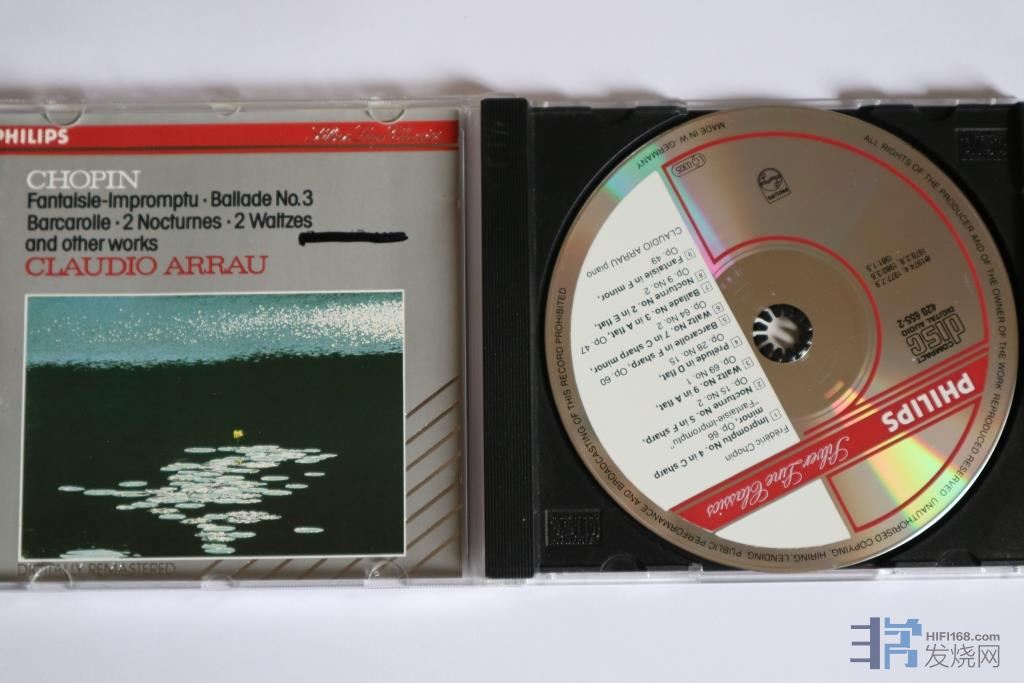 PHILIPS
Silver Line Classics
CHOPIN
Fantaisie-Impromptu · Ballade No. 3
Barcarolle · 2 Nocturnes · 2 Waltzes
and other works
CLAUDIO ARRAU
DIGITALLY REMASTERED
MADE IN W.-GERMANY
ALL RIGHTS OF THE PRODUCER AND OF THE OWNER OF THE WORK REPRODUCED RESERVED. UNAUTHORISED COPYING, HIRING, LENDING, PUBLIC PERFORMANCE AND BROADCASTING OF THIS RECORD PROHIBITED
PHILIPS
Silver Line Classics
PHILIPS
COMPACT
disc
DIGITAL AUDIO
420 655-2
Frédéric Chopin
1 Impromptu No. 4 in C sharp
minor, Op. 66
"Fantaisie-Impromptu"
2 Nocturne No. 5 in F sharp,
Op. 15 No. 2
3 Waltz No. 9 in A flat,
Op. 69 No. 1
4 Prelude in D flat,
Op. 28 No. 15
5 Barcarolle in F sharp, Op. 60
6 Waltz No. 7 in C sharp minor,
Op. 64 No. 2
7 Ballade No. 3 in A flat, Op. 47
8 Nocturne No. 2 in E flat,
Op. 9 No. 2
9 Fantaisie in F minor,
Op. 49
CLAUDIO ARRAU piano
HIFI168.com
发烧网